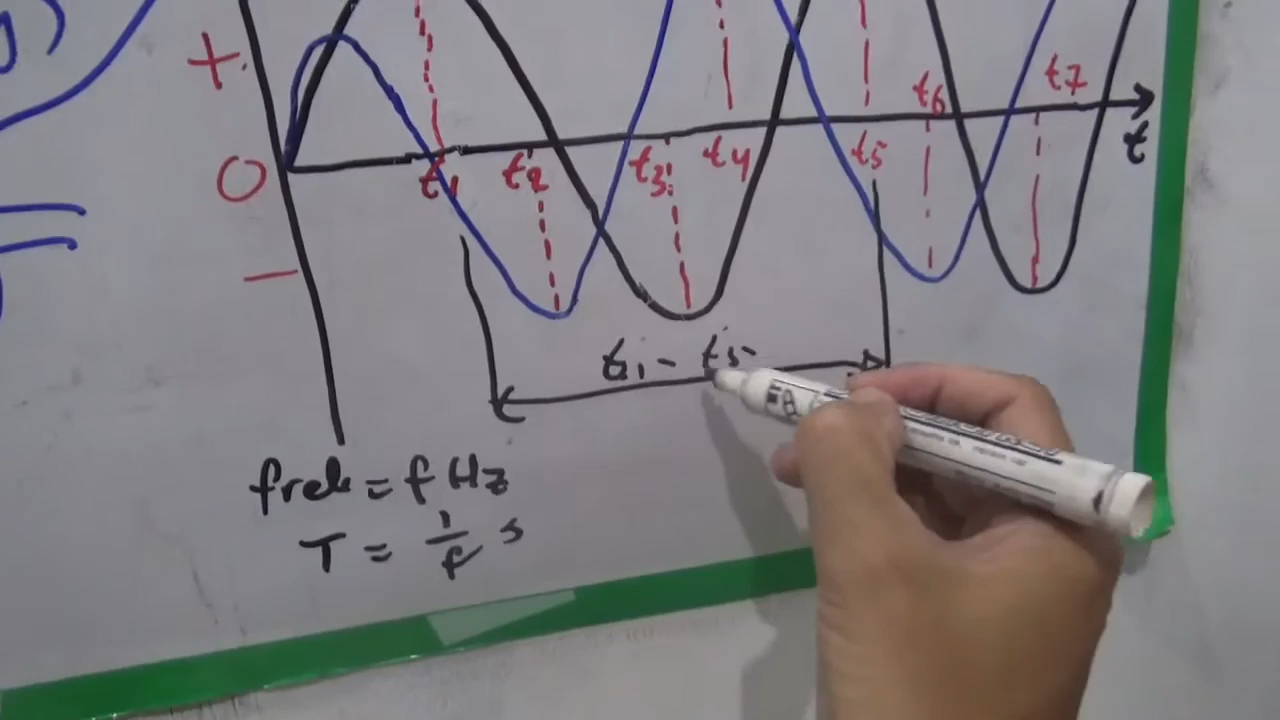 +
0
-
t1 t2 t3 t4 t5 t6 t7
t
t1 - t5
frek = f Hz
T = 1/f s